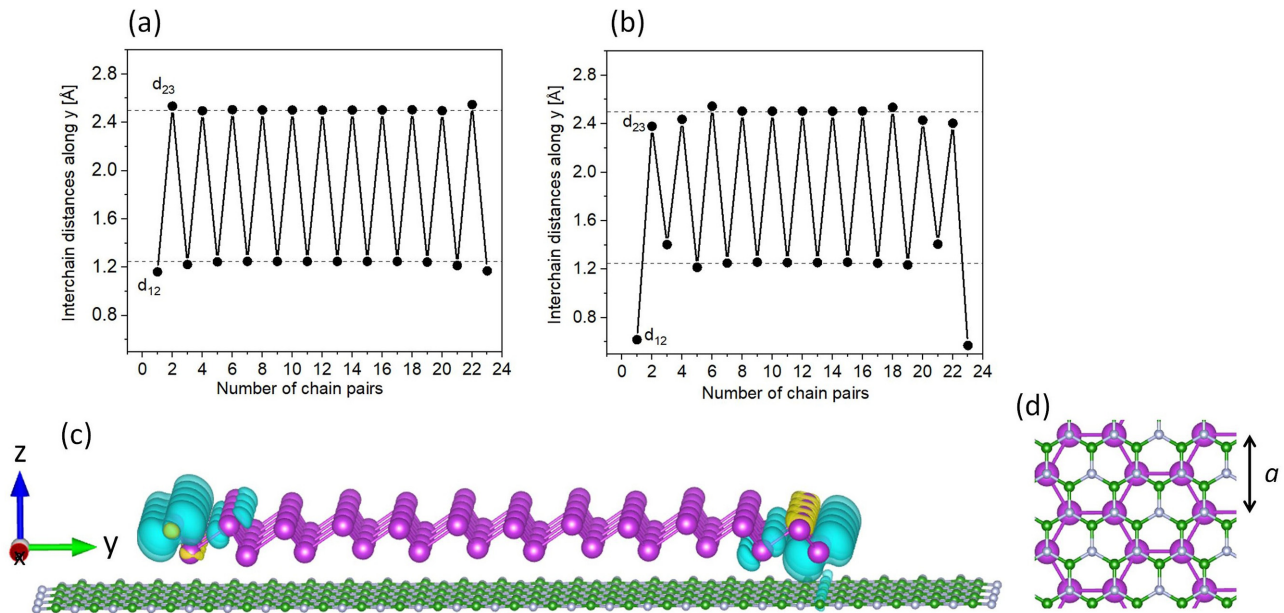 (a)
Interchain distances along y [Å]
2.8
2.4
2.0
1.6
1.2
0.8
d23
d12
0 2 4 6 8 10 12 14 16 18 20 22 24
Number of chain pairs
(b)
Interchain distances along y [Å]
2.8
2.4
2.0
1.6
1.2
0.8
d23
d12
0 2 4 6 8 10 12 14 16 18 20 22 24
Number of chain pairs
(c)
z
x
y
(d)
a